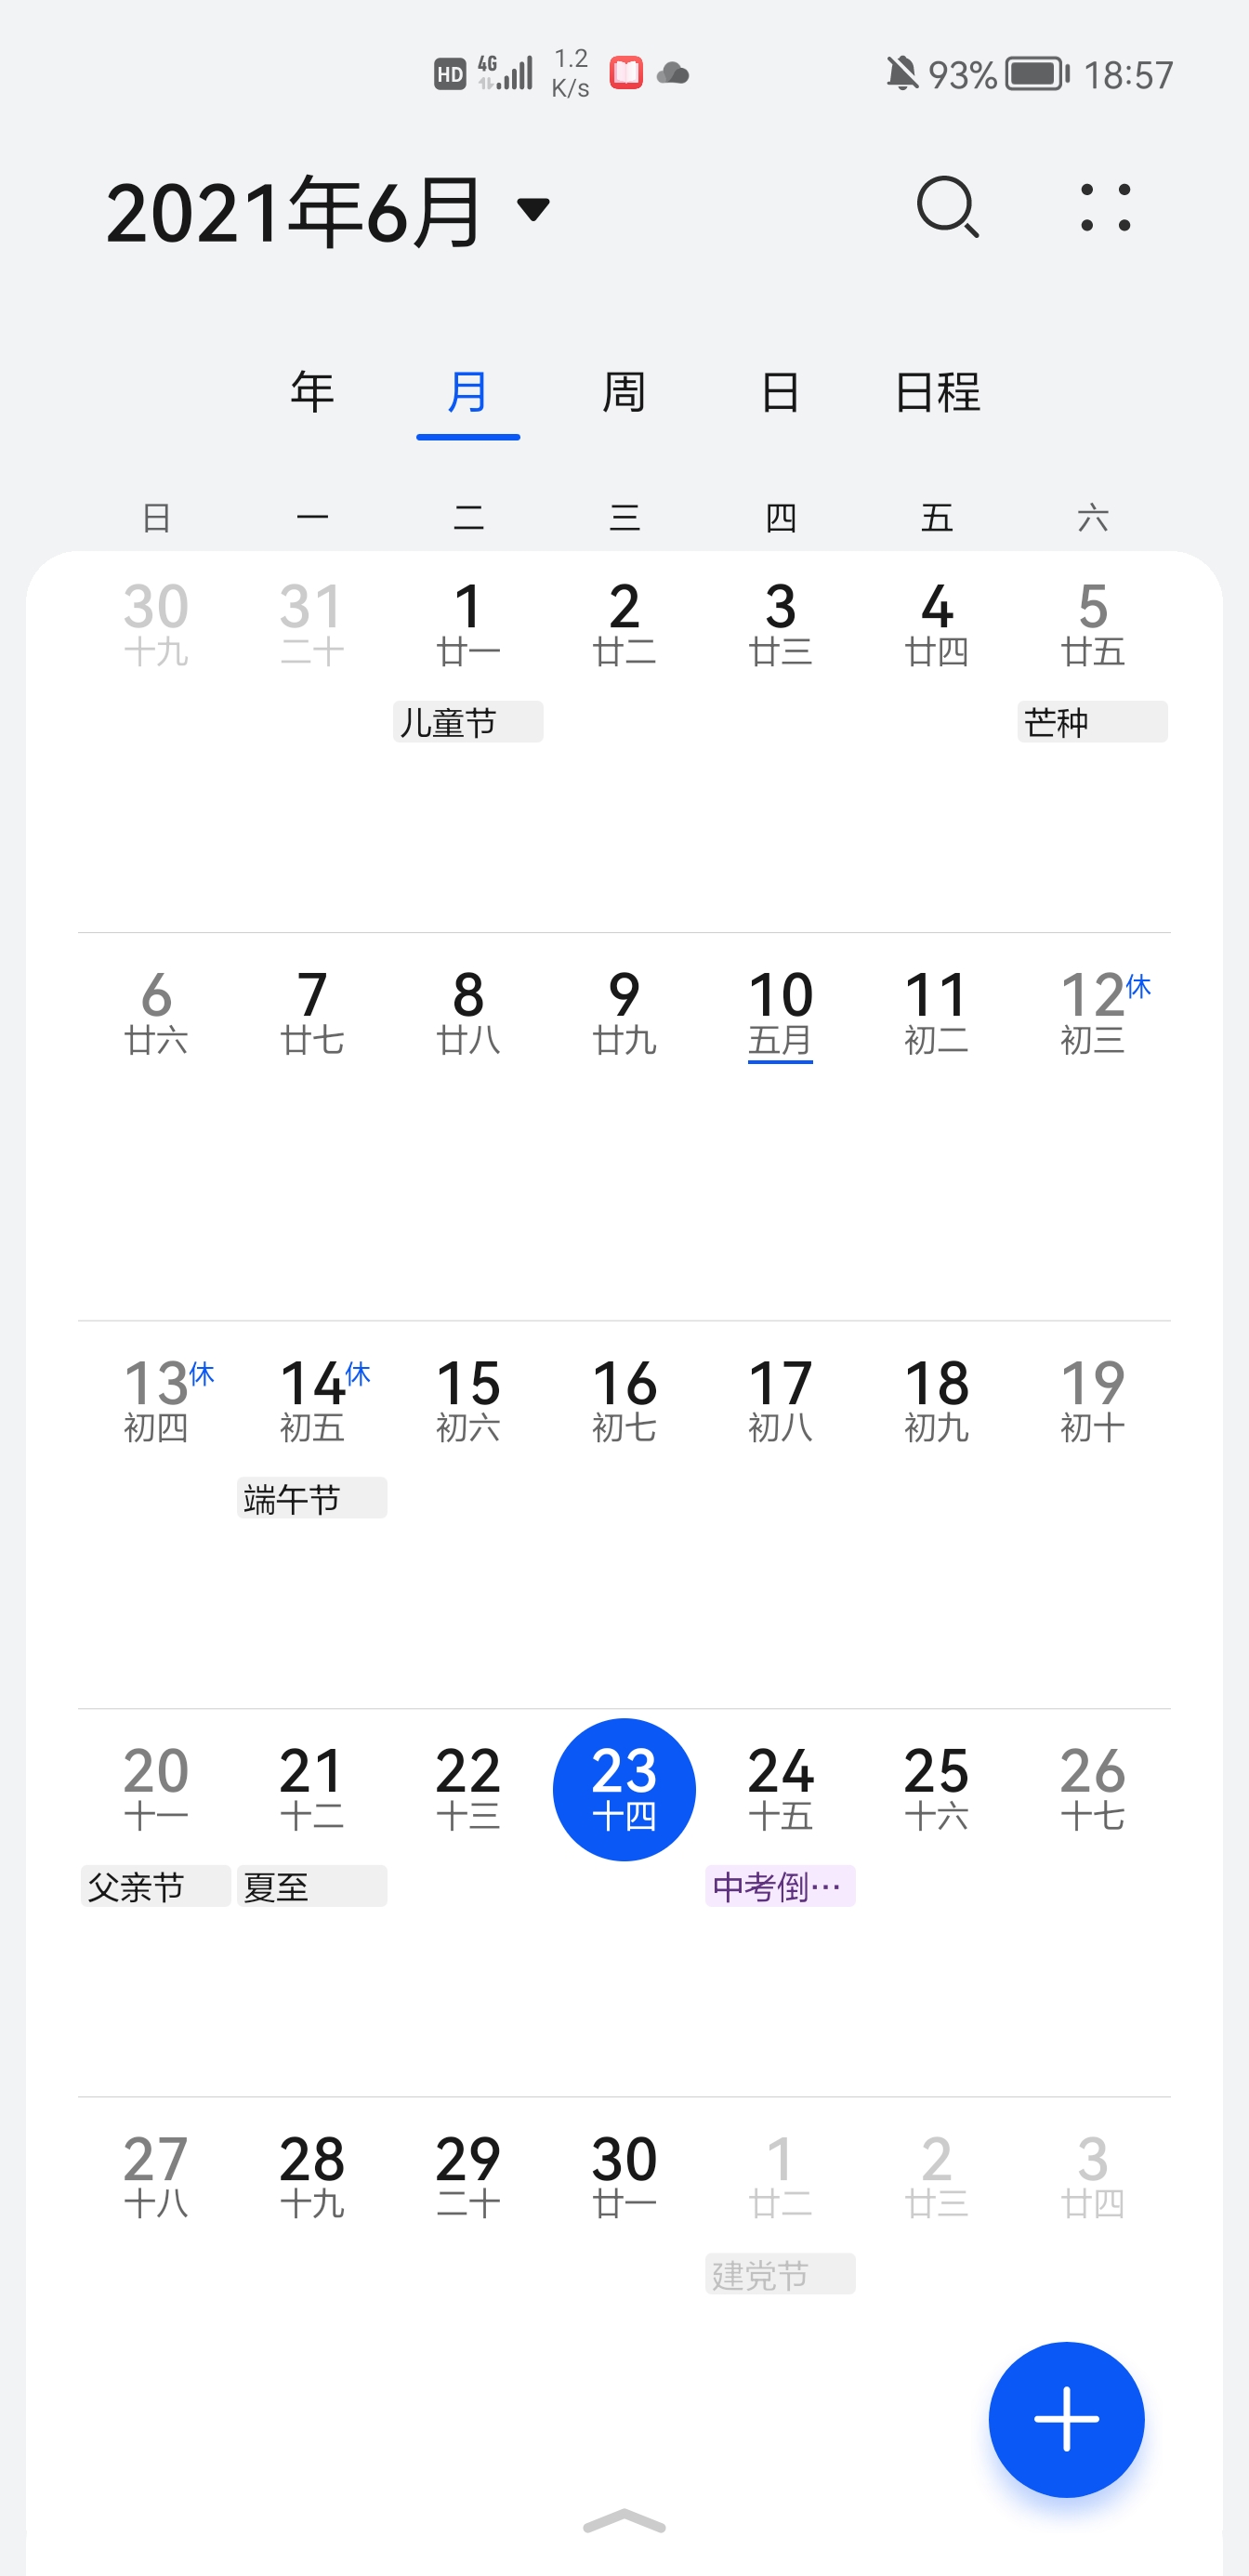 HD 4G 1.2 K/s 93% 18:57
2021年6月
年 月 周 日 日程
日 一 二 三 四 五 六
30 31 1 2 3 4 5
十九 二十 廿一 廿二 廿三 廿四 廿五
儿童节 芒种
6 7 8 9 10 11 12休
廿六 廿七 廿八 廿九 五月 初二 初三
13休 14休 15 16 17 18 19
初四 初五 初六 初七 初八 初九 初十
端午节
20 21 22 23 24 25 26
十一 十二 十三 十四 十五 十六 十七
父亲节 夏至 中考倒…
27 28 29 30 1 2 3
十八 十九 二十 廿一 廿二 廿三 廿四
建党节